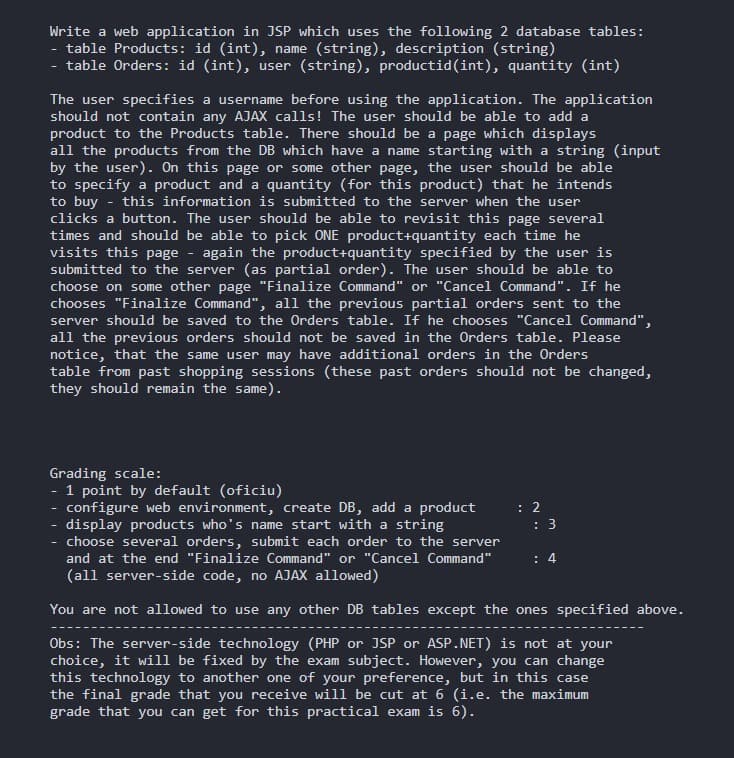 Write a web application in JSP which uses the following 2 database tables:
- table Products: id (int), name (string), description (string)
- table Orders: id (int), user (string), productid(int), quantity (int)
The user specifies a username before using the application. The application
should not contain any AJAX calls! The user should be able to add a
product to the Products table. There should be a page which displays
all the products from the DB which have a name starting with a string (input
by the user). On this page or some other page, the user should be able
to specify a product and a quantity (for this product) that he intends
to buy - this information is submitted to the server when the user
clicks a button. The user should be able to revisit this page several
times and should be able to pick ONE product+quantity each time he
visits this page - again the product+quantity specified by the user is
submitted to the server (as partial order). The user should be able to
choose on some other page "Finalize Command" or "Cancel Command". If he
chooses "Finalize Command", all the previous partial orders sent to the
server should be saved to the Orders table. If he chooses "Cancel Command",
all the previous orders should not be saved in the Orders table. Please
notice, that the same user may have additional orders in the Orders
table from past shopping sessions (these past orders should not be changed,
they should remain the same).
Grading scale:
- 1 point by default (oficiu)
- configure web environment, create DB, add a product : 2
- display products who's name start with a string : 3
- choose several orders, submit each order to the server
and at the end "Finalize Command" or "Cancel Command" : 4
(all server-side code, no AJAX allowed)
You are not allowed to use any other DB tables except the ones specified above.
---------------------------------------------------------------------------
Obs: The server-side technology (PHP or JSP or ASP.NET) is not at your
choice, it will be fixed by the exam subject. However, you can change
this technology to another one of your preference, but in this case
the final grade that you receive will be cut at 6 (i.e. the maximum
grade that you can get for this practical exam is 6).